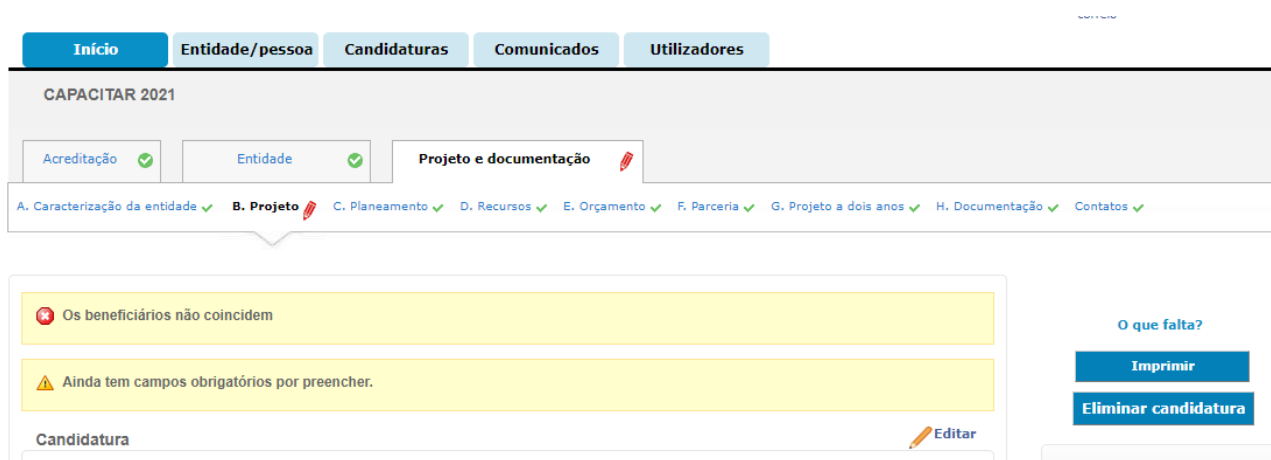 Início Entidade/pessoa Candidaturas Comunicados Utilizadores
CAPACITAR 2021
Acreditação Entidade Projeto e documentação
A. Caracterização da entidade B. Projeto C. Planeamento D. Recursos E. Orçamento F. Parceria G. Projeto a dois anos H. Documentação Contatos
Os beneficiários não coincidem
Ainda tem campos obrigatórios por preencher.
Candidatura Editar
O que falta?
Imprimir
Eliminar candidatura